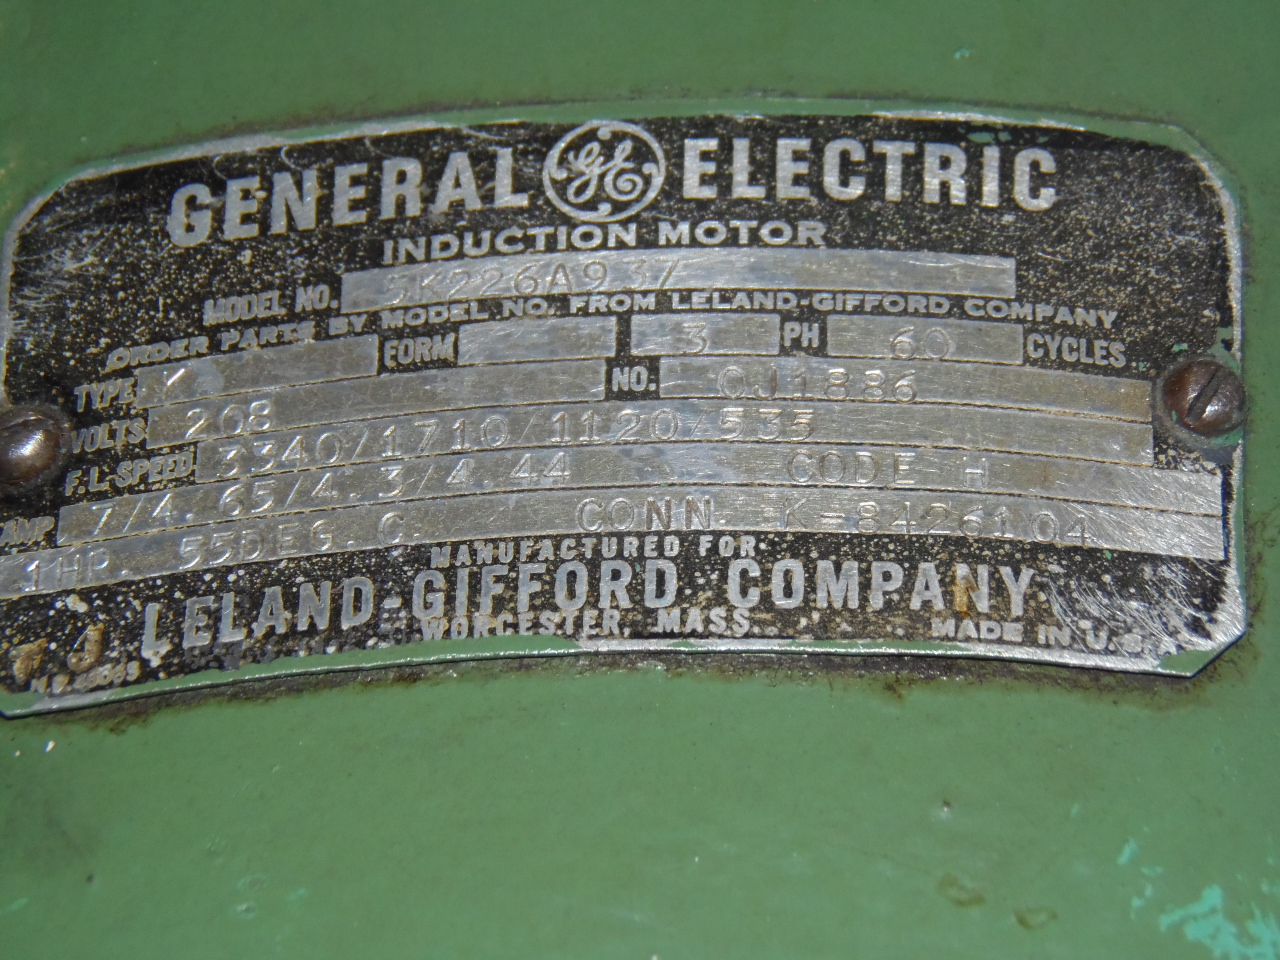 GENERAL GE ELECTRIC
INDUCTION MOTOR
MODEL NO. 5K226A937
ORDER PARTS BY MODEL NO. FROM LELAND-GIFFORD COMPANY
TYPE K FORM 3 PH 60 CYCLES
VOLTS 208 NO. OJ1886
F.L. SPEED 3340/1710/1120/535
AMP 7/4.65/4.3/4.44 CODE H
1HP 55DEG.C. CONN. K-8426104
MANUFACTURED FOR
LELAND-GIFFORD COMPANY
WORCESTER, MASS.
MADE IN U.S.A.